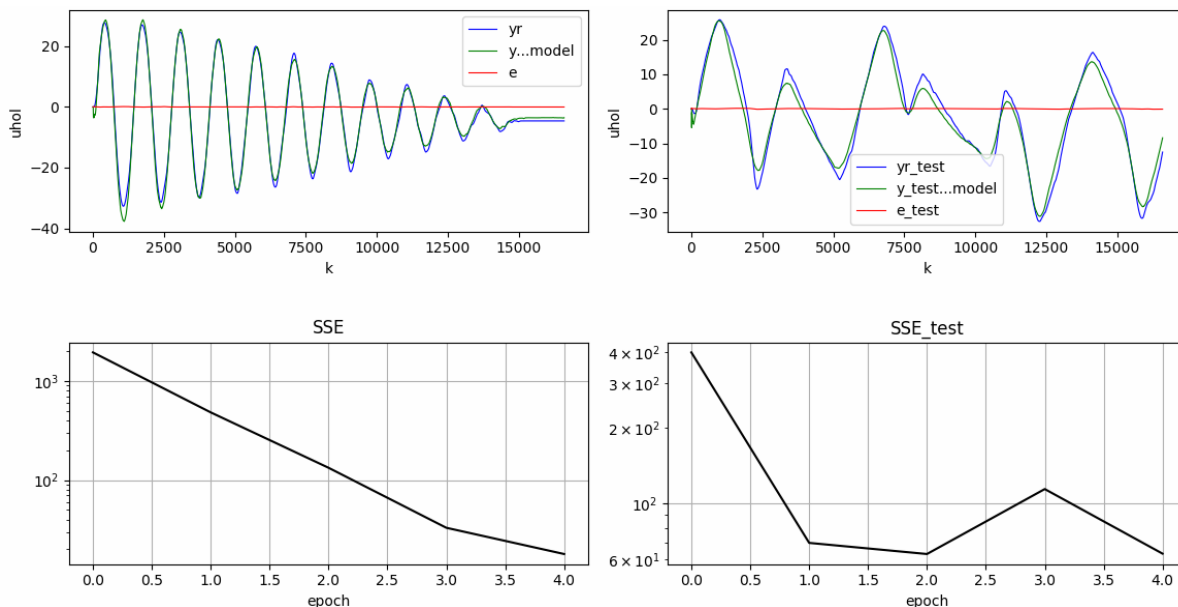 20
0
−20
−40
uhol
0
2500
5000
7500
10000
12500
15000
k
yr
y...model
e
20
10
0
−10
−20
−30
uhol
0
2500
5000
7500
10000
12500
15000
k
yr_test
y_test...model
e_test
SSE
10³
10²
0.0
0.5
1.0
1.5
2.0
2.5
3.0
3.5
4.0
epoch
SSE_test
4 × 10²
3 × 10²
2 × 10²
10²
6 × 10¹
0.0
0.5
1.0
1.5
2.0
2.5
3.0
3.5
4.0
epoch